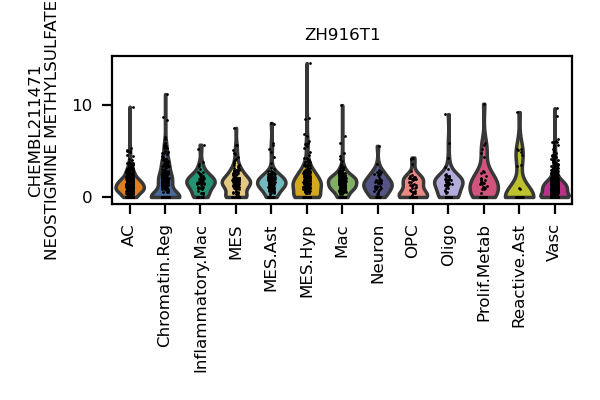 ZH916T1
CHEMBL211471
NEOSTIGMINE METHYLSULFATE
10
0
AC
Chromatin.Reg
Inflammatory.Mac
MES
MES.Ast
MES.Hyp
Mac
Neuron
OPC
Oligo
Prolif.Metab
Reactive.Ast
Vasc